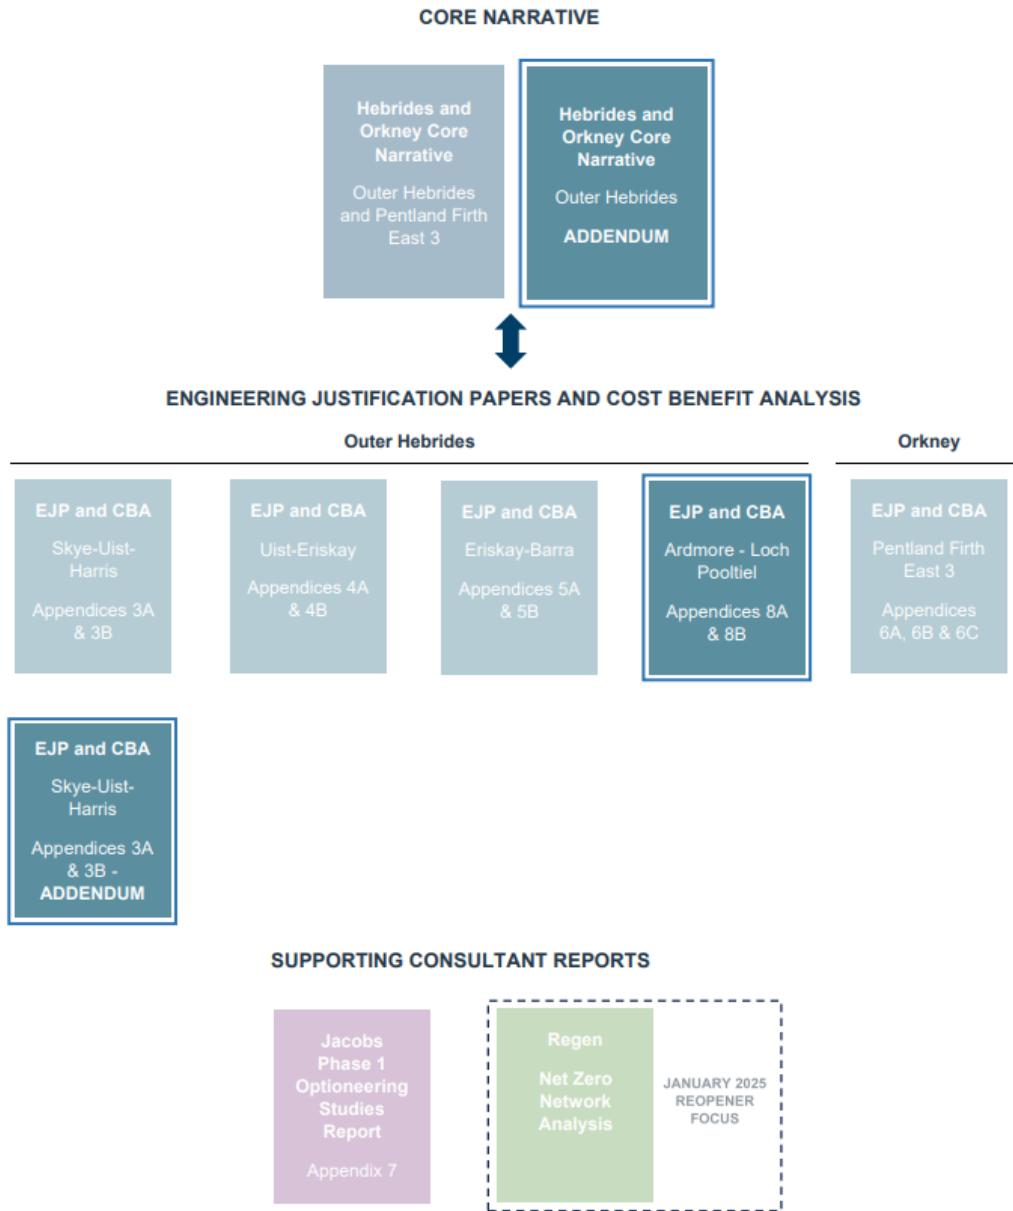 CORE NARRATIVE
Hebrides and
Orkney Core
Narrative
Outer Hebrides
and Pentland Firth
East 3
Hebrides and
Orkney Core
Narrative
Outer Hebrides
ADDENDUM
ENGINEERING JUSTIFICATION PAPERS AND COST BENEFIT ANALYSIS
Outer Hebrides
Orkney
EJP and CBA
Skye-Uist-
Harris
Appendices 3A
& 3B
EJP and CBA
Uist-Eriskay
Appendices 4A
& 4B
EJP and CBA
Eriskay-Barra
Appendices 5A
& 5B
EJP and CBA
Ardmore - Loch
Pooltiel
Appendices 8A
& 8B
EJP and CBA
Pentland Firth
East 3
Appendices
6A, 6B & 6C
EJP and CBA
Skye-Uist-
Harris
Appendices 3A
& 3B -
ADDENDUM
SUPPORTING CONSULTANT REPORTS
Jacobs
Phase 1
Optioneering
Studies
Report
Appendix 7
Regen
Net Zero
Network
Analysis
JANUARY 2025
REOPENER
FOCUS